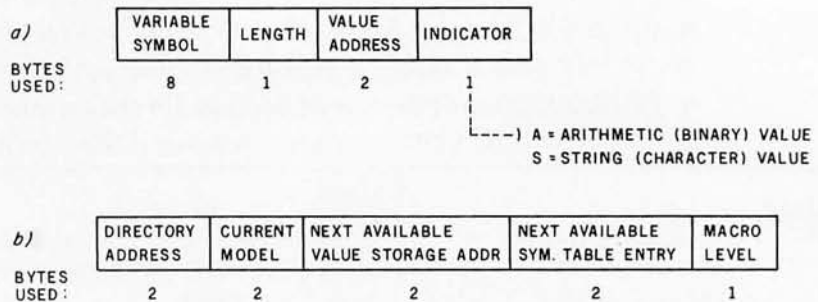 a)
VARIABLE SYMBOL
LENGTH
VALUE ADDRESS
INDICATOR
BYTES USED:
8 1 2 1
A = ARITHMETIC (BINARY) VALUE
S = STRING (CHARACTER) VALUE
b)
DIRECTORY ADDRESS
CURRENT MODEL
NEXT AVAILABLE VALUE STORAGE ADDR
NEXT AVAILABLE SYM. TABLE ENTRY
MACRO LEVEL
BYTES USED:
2 2 2 2 1